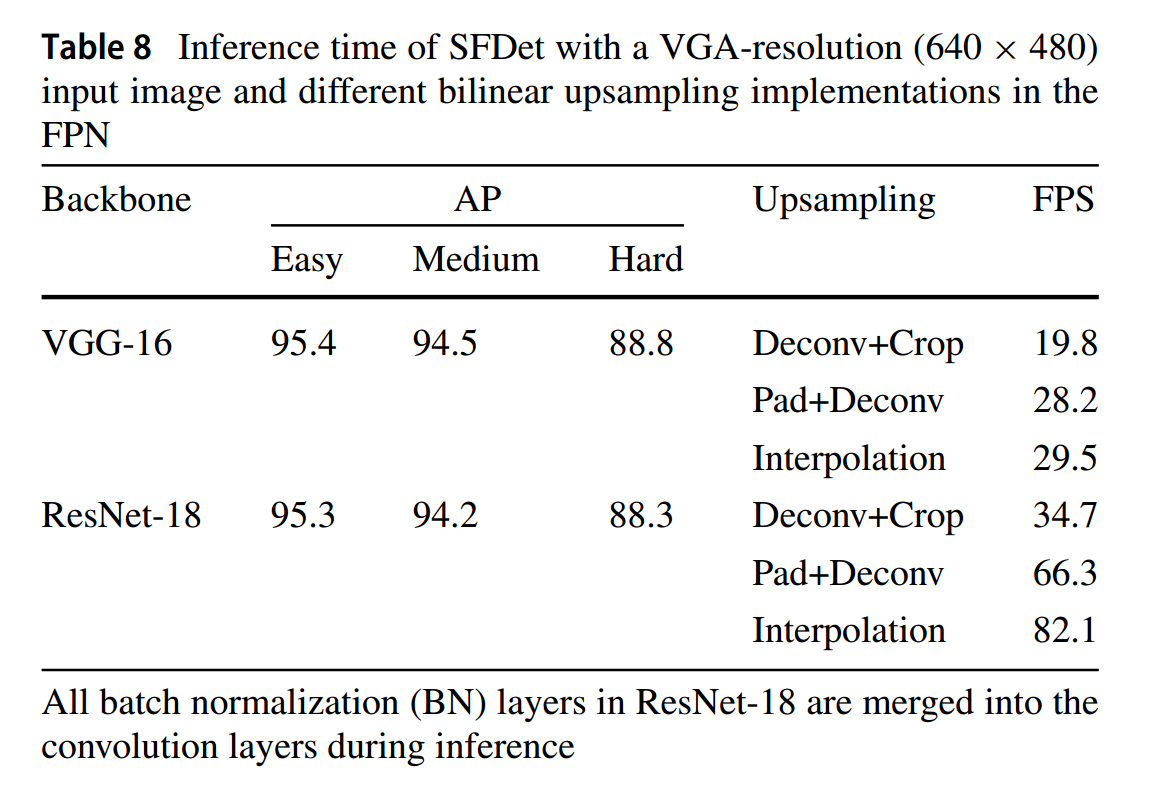 Table 8 Inference time of SFDet with a VGA-resolution (640 × 480)
input image and different bilinear upsampling implementations in the
FPN
Backbone AP Upsampling FPS
Easy Medium Hard
VGG-16 95.4 94.5 88.8 Deconv+Crop 19.8
Pad+Deconv 28.2
Interpolation 29.5
ResNet-18 95.3 94.2 88.3 Deconv+Crop 34.7
Pad+Deconv 66.3
Interpolation 82.1
All batch normalization (BN) layers in ResNet-18 are merged into the
convolution layers during inference